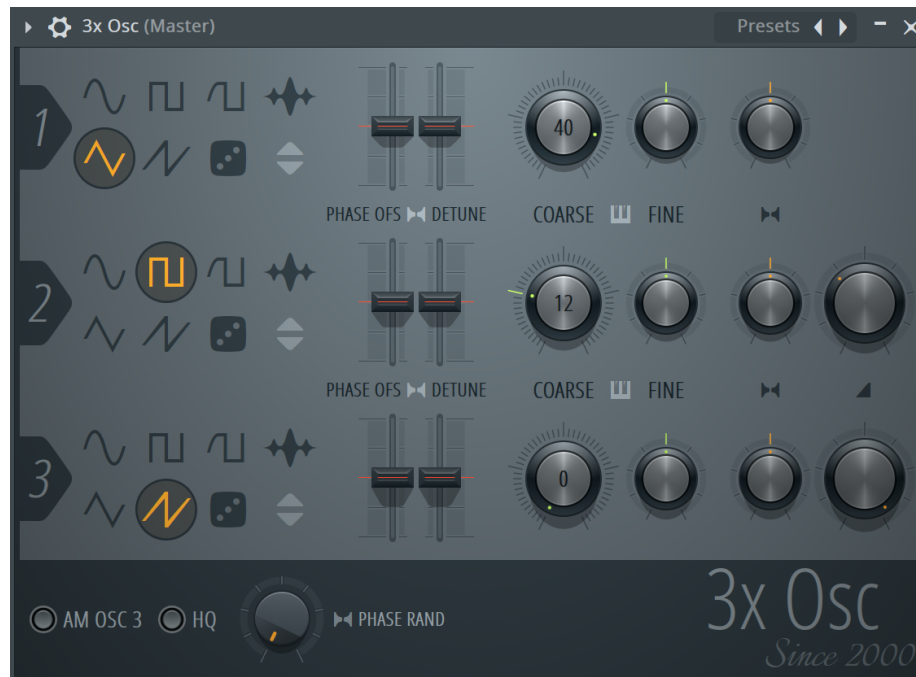 3x Osc (Master) Presets
1
40
PHASE OFS DETUNE COARSE FINE
2
12
PHASE OFS DETUNE COARSE FINE
3
0
AM OSC 3 HQ PHASE RAND
3x Osc
Since 2000